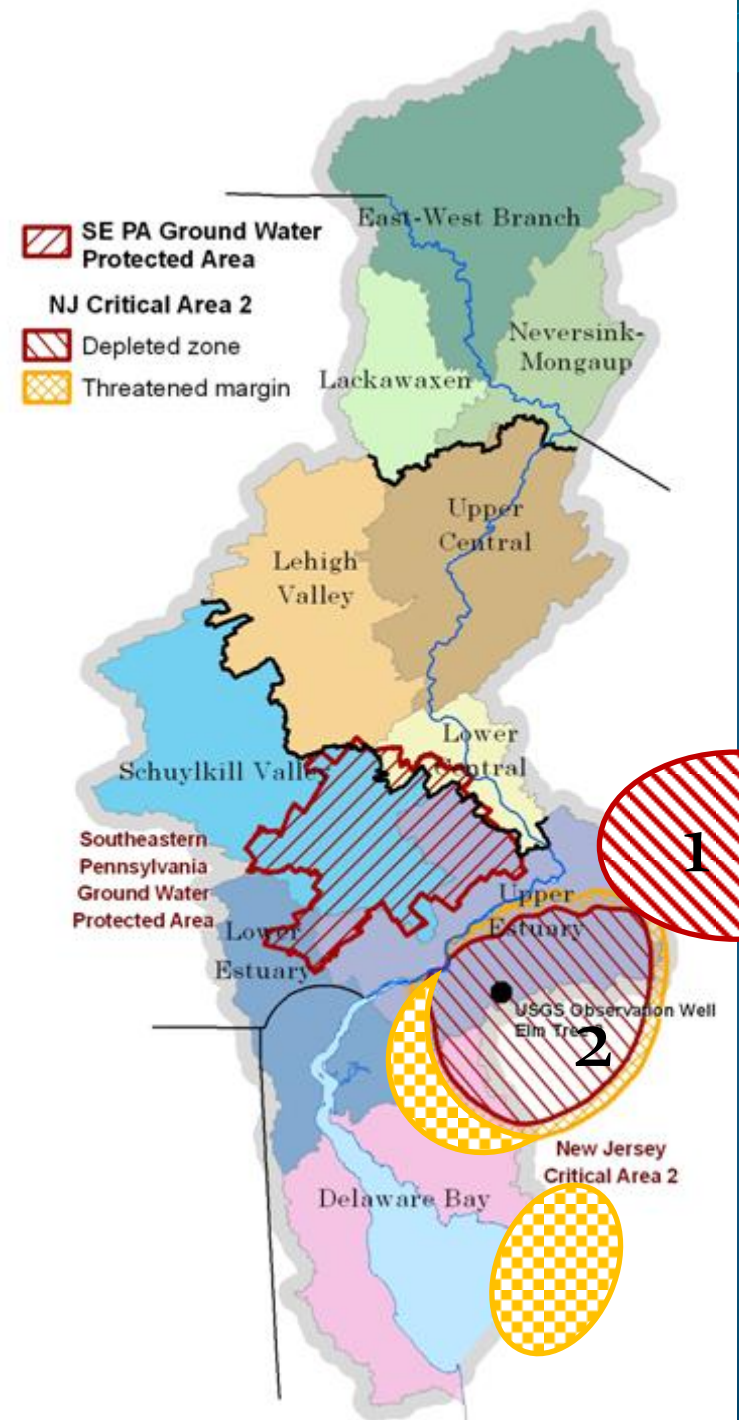 East-West Branch
SE PA Ground Water
Protected Area
NJ Critical Area 2
Depleted zone
Threatened margin
Neversink-
Mongaup
Lackawaxen
Upper
Central
Lehigh
Valley
Lower
Central
Schuylkill Valley
1
Southeastern
Pennsylvania
Ground Water
Protected Area
Upper
Estuary
Lower
Estuary
USGS Observation Well
Elm Tree
2
New Jersey
Critical Area 2
Delaware Bay